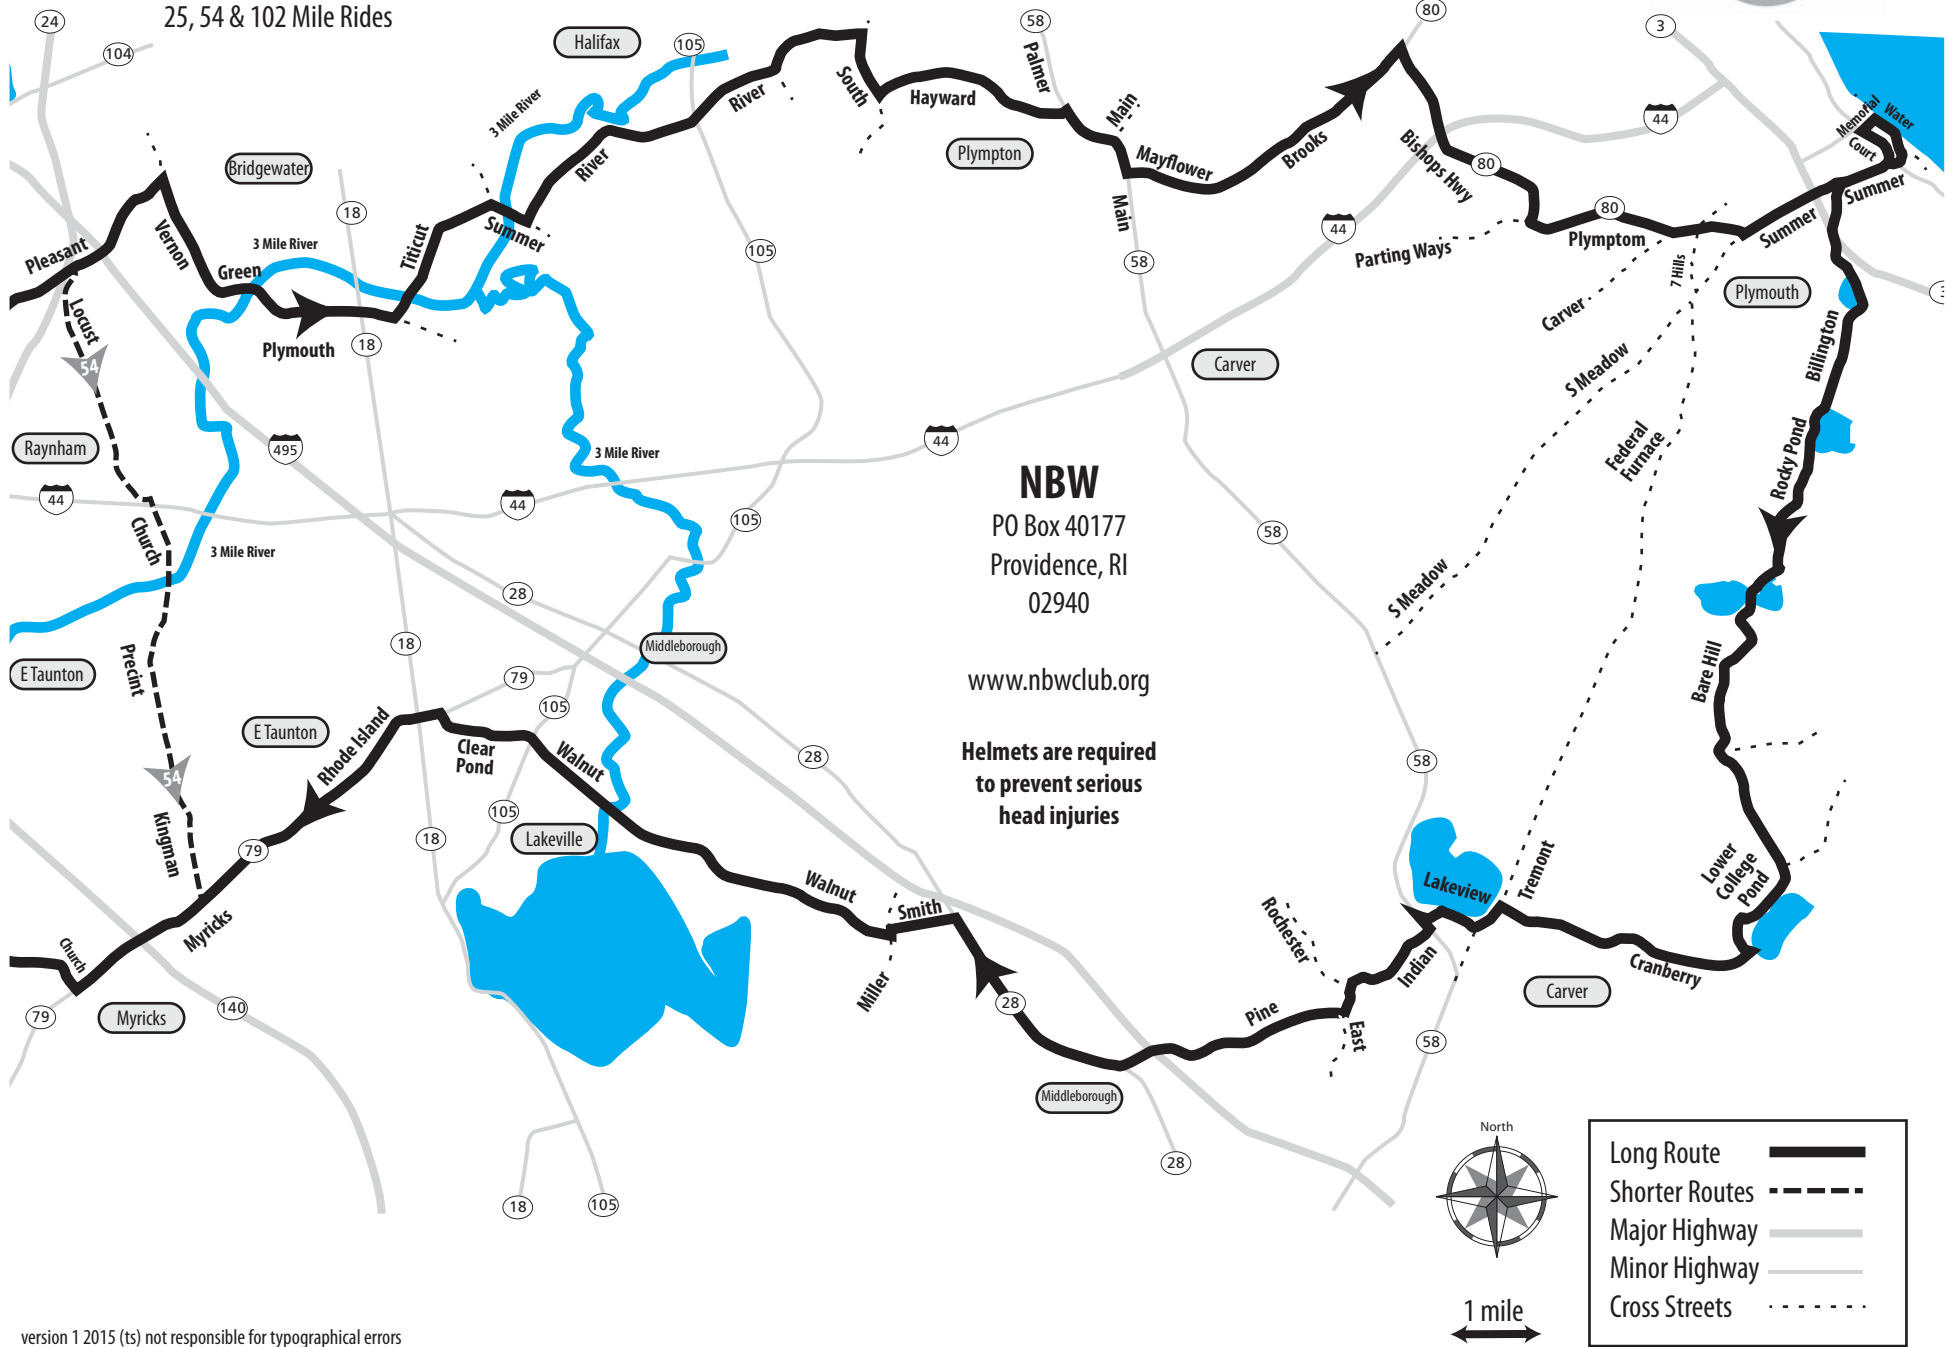 25, 54 & 102 Mile Rides
24
104
Halifax
105
58
Palmer
80
3
River
South
Hayward
Main
3 Mile River
44
Memorial
Water
Court
Bridgewater
River
Plympton
Mayflower
Brooks
Bishops Hwy
80
Pleasant
Vernon
18
Titicut
Summer
Main
80
Summer
Summer
3 Mile River
Green
105
58
44
Parting Ways
Plymptom
7 Hills
Plymouth
3
Locust
Plymouth
18
Carver
Billington
54
Carver
S Meadow
Raynham
495
44
3 Mile River
Federal
Furnace
Rocky Pond
44
44
105
Church
3 Mile River
NBW
PO Box 40177
Providence, RI
02940
58
28
S Meadow
18
Middleborough
Precint
E Taunton
79
www.nbwclub.org
Bare Hill
105
E Taunton
Rhode Island
Clear
Pond
Walnut
28
Helmets are required
to prevent serious
head injuries
58
54
Kingman
105
18
Lakeville
79
Lower
College
Pond
Walnut
Smith
Lakeview
Tremont
Myricks
Rochester
Church
Miller
Indian
Cranberry
Carver
79
Myricks
140
28
Pine
East
58
Middleborough
28
18
105
North
1 mile
Long Route
Shorter Routes
Major Highway
Minor Highway
Cross Streets
version 1 2015 (ts) not responsible for typographical errors